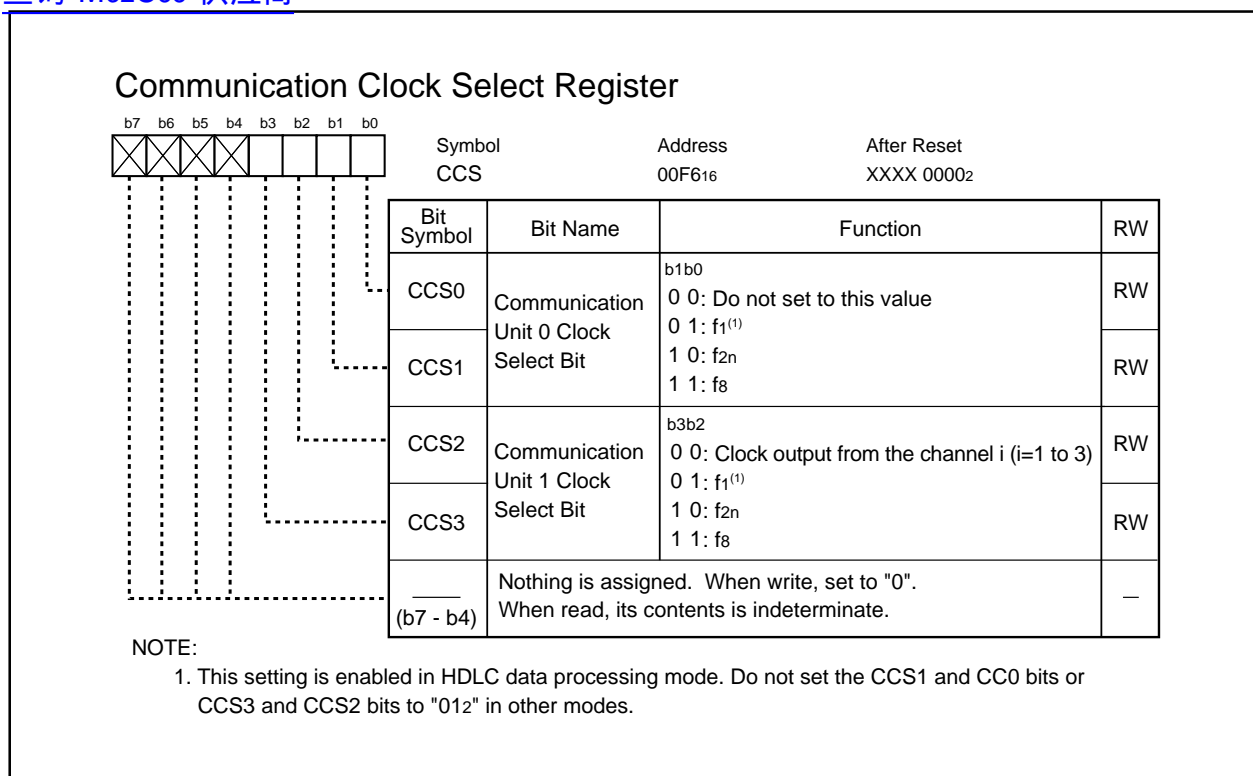 Communication Clock Select Register
b7 b6 b5 b4 b3 b2 b1 b0
Symbol Address After Reset
CCS 00F616 XXXX 00002
Bit Symbol Bit Name Function RW
CCS0 RW
Communication
Unit 0 Clock
Select Bit
b1b0
0 0: Do not set to this value
0 1: f1(1)
1 0: f2n
1 1: f8
CCS1 RW
CCS2 RW
Communication
Unit 1 Clock
Select Bit
b3b2
0 0: Clock output from the channel i (i=1 to 3)
0 1: f1(1)
1 0: f2n
1 1: f8
CCS3 RW
(b7 - b4)
Nothing is assigned. When write, set to "0".
When read, its contents is indeterminate.
—
NOTE:
1. This setting is enabled in HDLC data processing mode. Do not set the CCS1 and CC0 bits or
CCS3 and CCS2 bits to "012" in other modes.